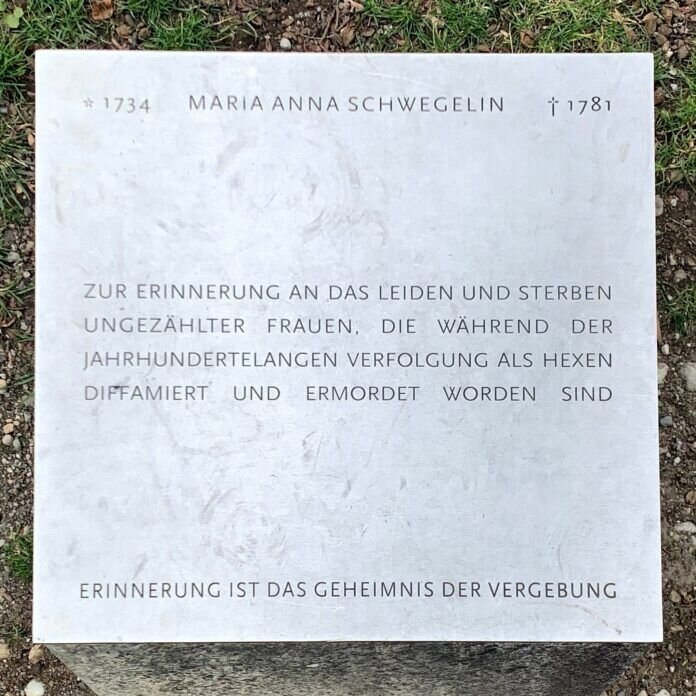 * 1734 MARIA ANNA SCHWEGELIN † 1781
ZUR ERINNERUNG AN DAS LEIDEN UND STERBEN
UNGEZÄHLTER FRAUEN, DIE WÄHREND DER
JAHRHUNDERTELANGEN VERFOLGUNG ALS HEXEN
DIFFAMIERT UND ERMORDET WORDEN SIND
ERINNERUNG IST DAS GEHEIMNIS DER VERGEBUNG